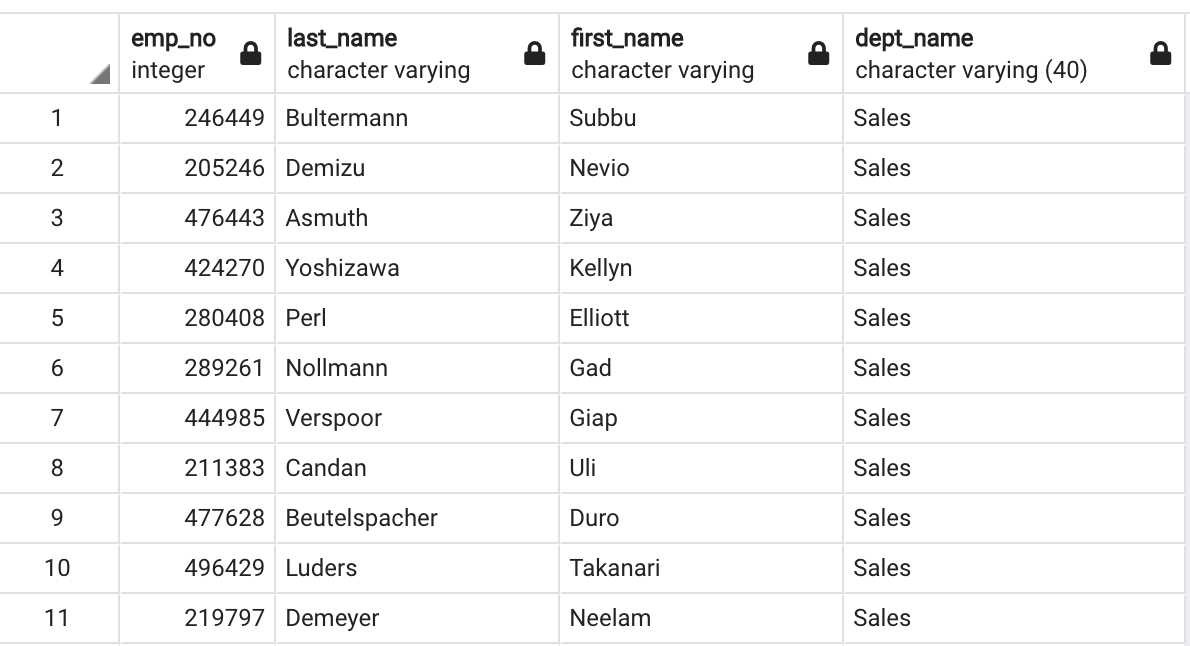 emp_no last_name first_name dept_name
integer character varying character varying character varying (40)
1 246449 Bultermann Subbu Sales
2 205246 Demizu Nevio Sales
3 476443 Asmuth Ziya Sales
4 424270 Yoshizawa Kellyn Sales
5 280408 Perl Elliott Sales
6 289261 Nollmann Gad Sales
7 444985 Verspoor Giap Sales
8 211383 Candan Uli Sales
9 477628 Beutelspacher Duro Sales
10 496429 Luders Takanari Sales
11 219797 Demeyer Neelam Sales